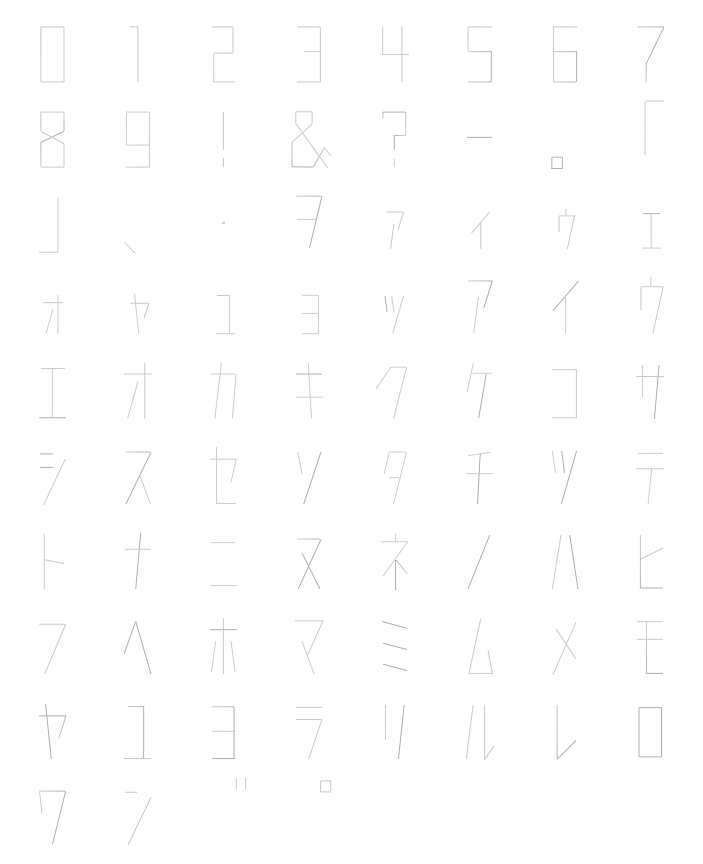 0 1 2 3 4 5 6 7
8 9 ! & ? ー 。 「
」 、 ・ ヲ ァ ィ ゥ ェ
ォ ャ ュ ョ ッ ア イ ウ
エ オ カ キ ク ケ コ サ
シ ス セ ソ タ チ ツ テ
ト ナ ニ ヌ ネ ノ ハ ヒ
フ ヘ ホ マ ミ ム メ モ
ヤ ユ ヨ ラ リ ル レ ロ
ワ ン ゛ ゜